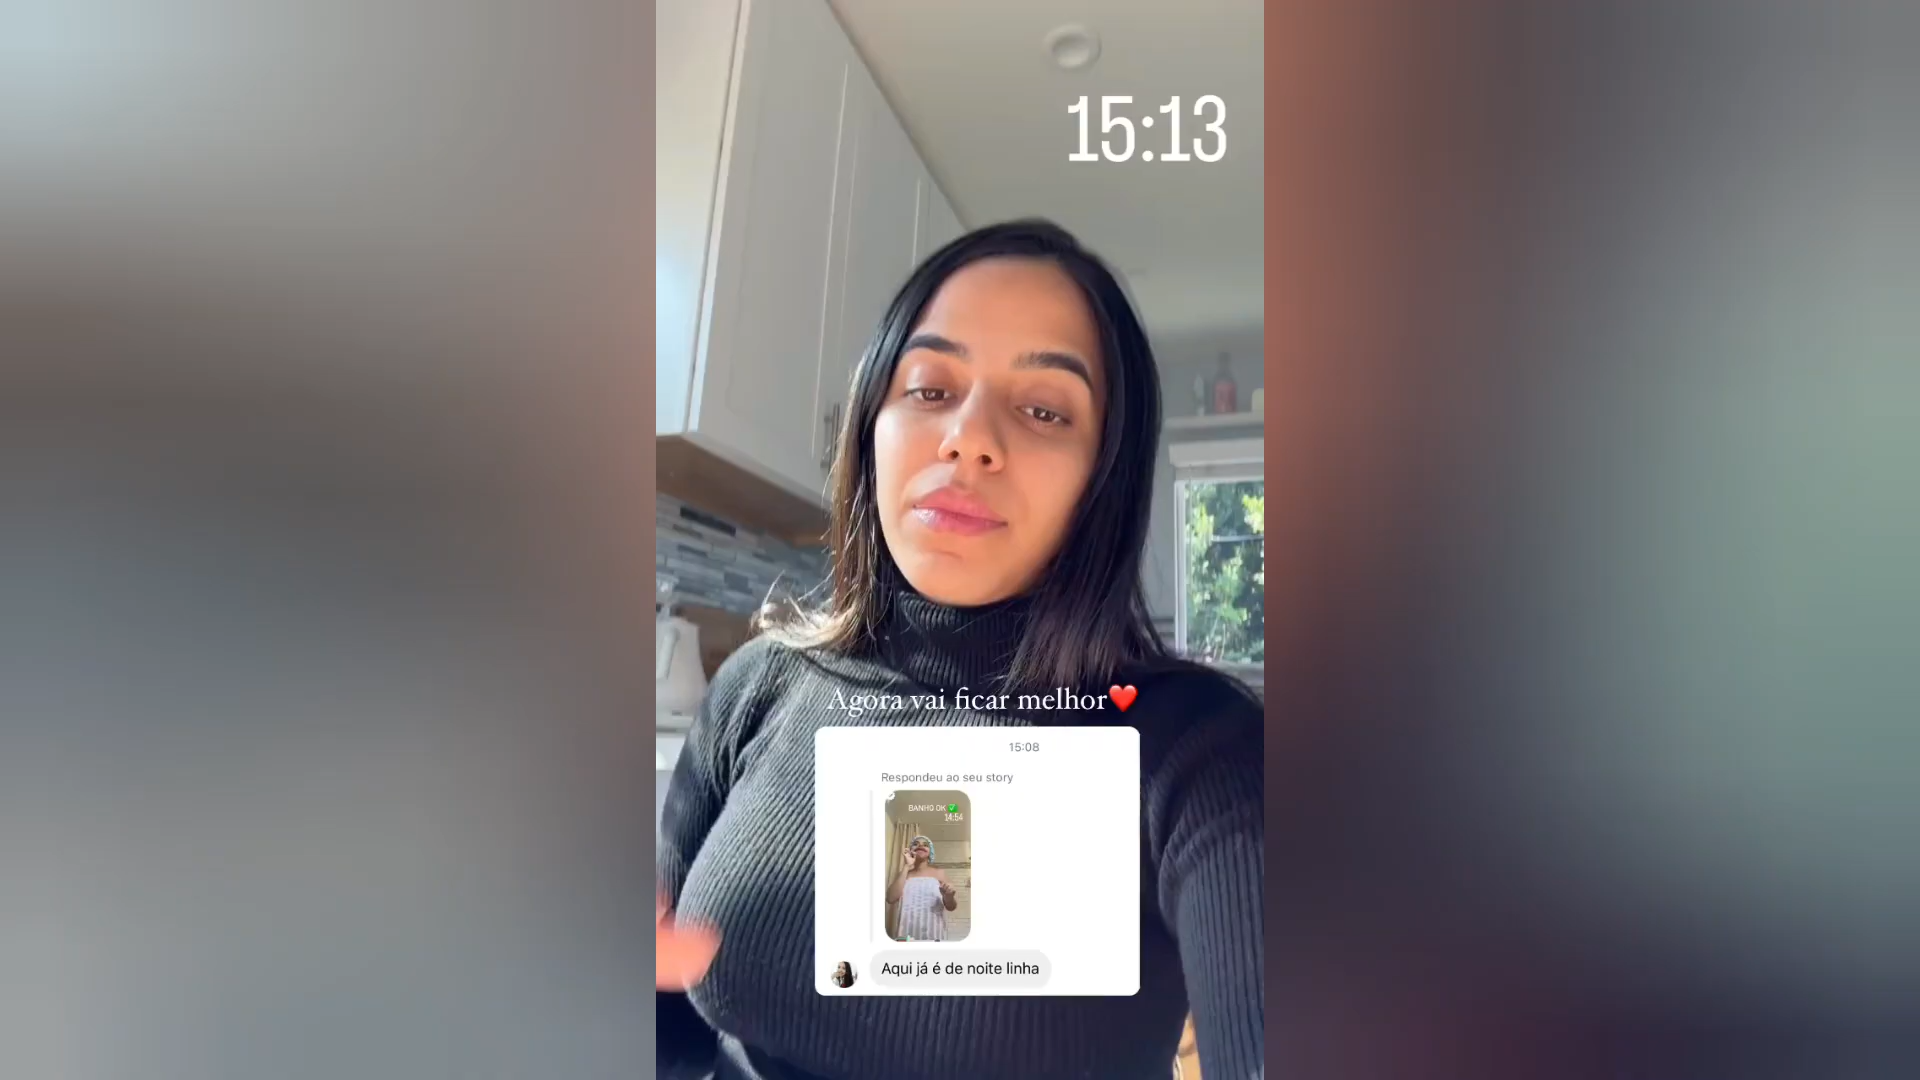 15:13
Agora vai ficar melhor❤️
15:08
Respondeu ao seu story
BANHO OK ✅
14:54
Aqui já é de noite linha